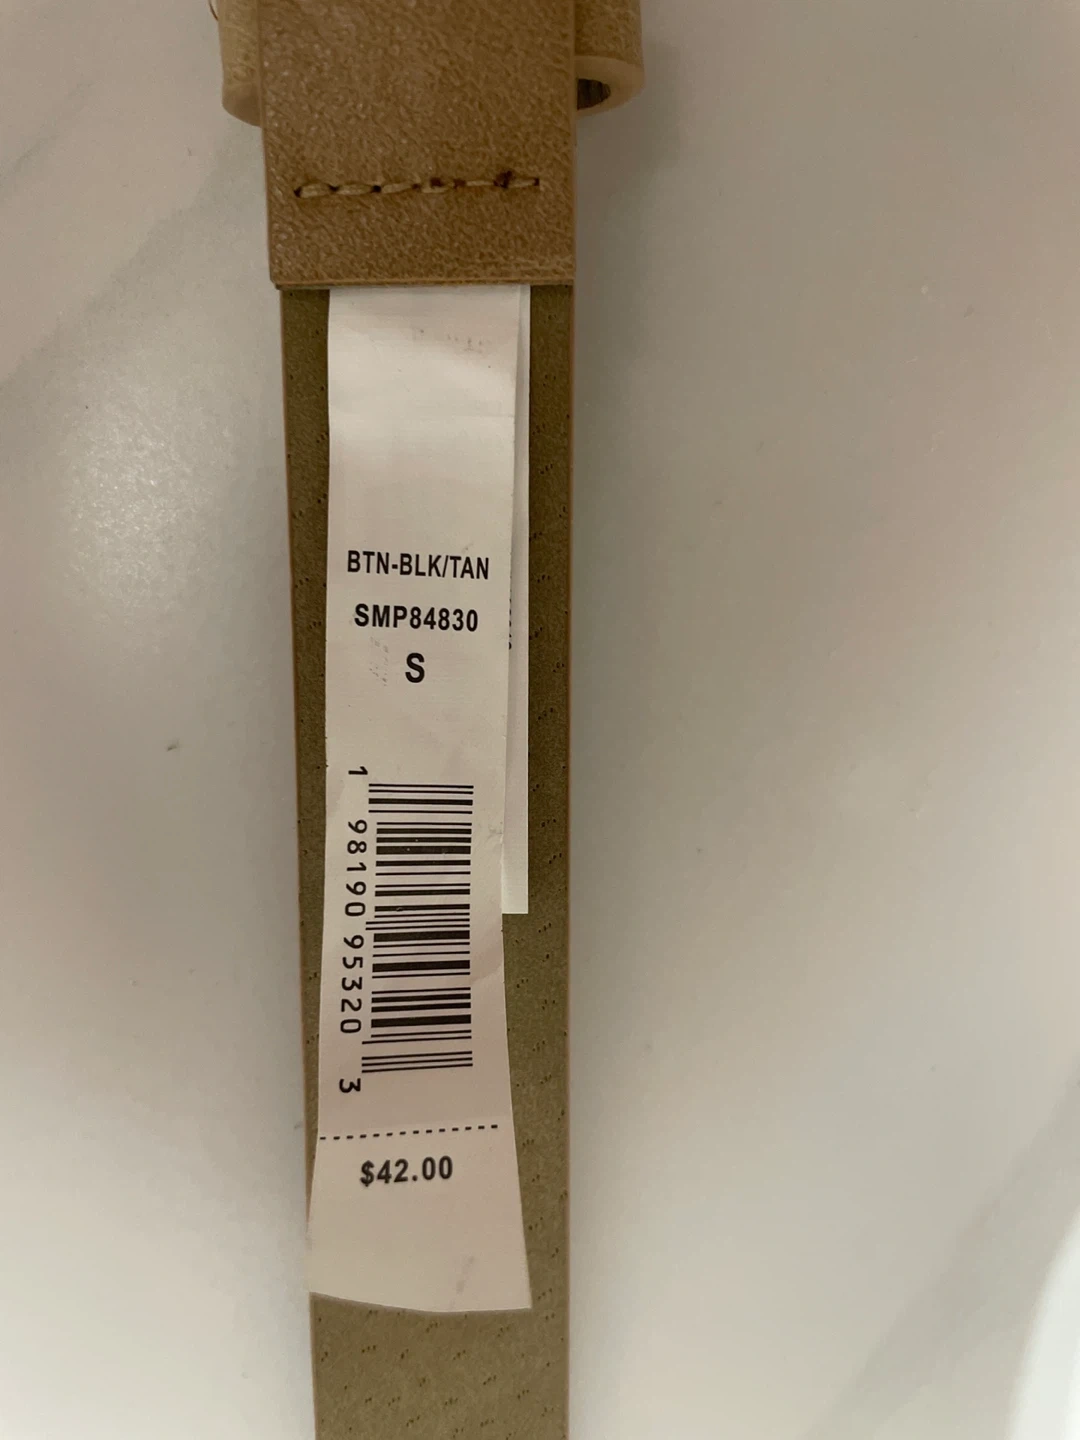 BTN-BLK/TAN
SMP84830
S
1 98190 95320 3
$42.00